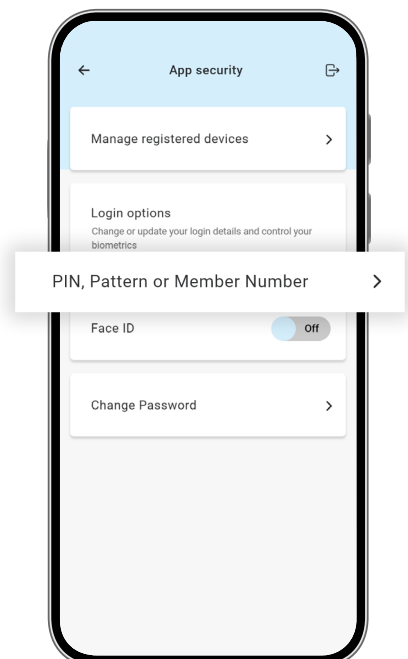 App security
Manage registered devices
Login options
Change or update your login details and control your
biometrics
PIN, Pattern or Member Number
Face ID
Off
Change Password